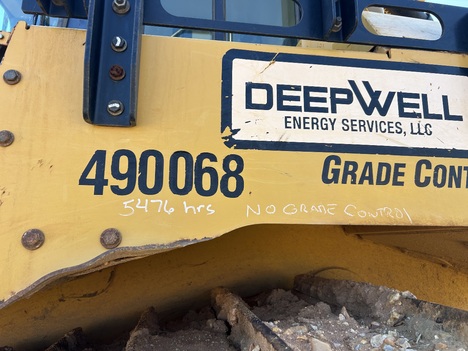 DEEPWELL
ENERGY SERVICES, LLC
490068 GRADE CONT
5476 hrs NO GRADE CONTROl